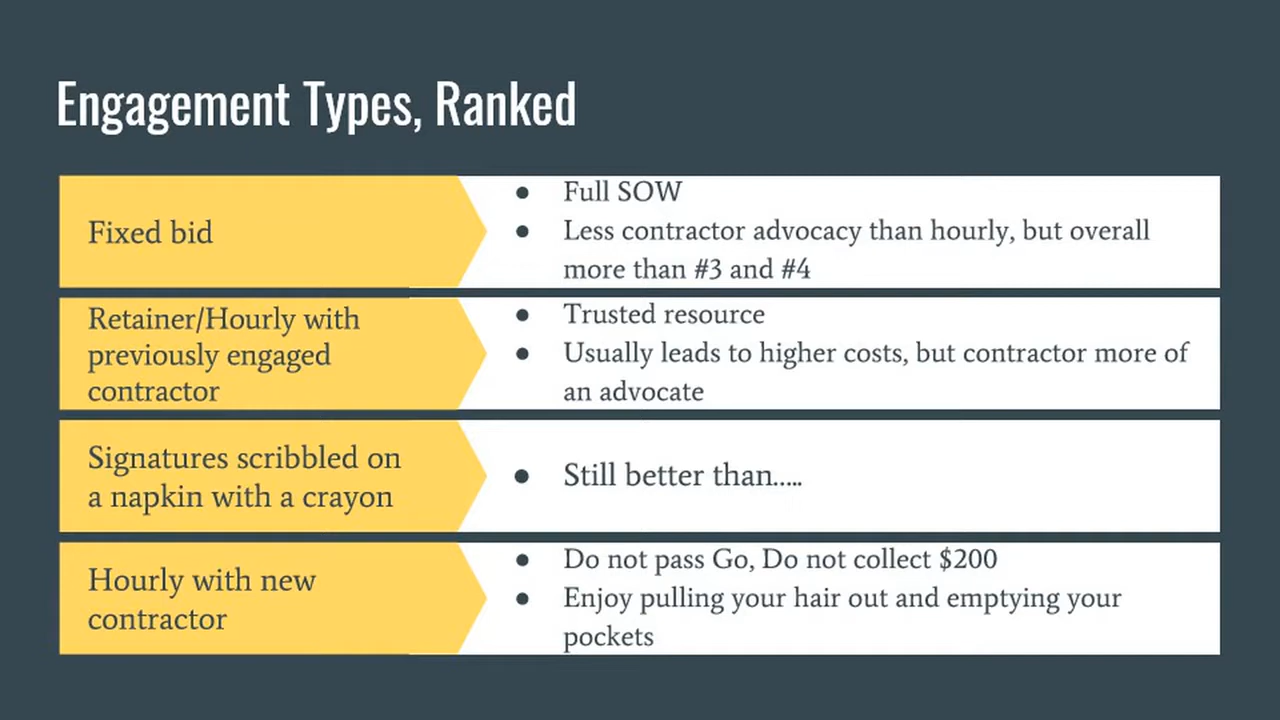 Engagement Types, Ranked
Fixed bid
● Full SOW
● Less contractor advocacy than hourly, but overall
more than #3 and #4
Retainer/Hourly with
previously engaged
contractor
● Trusted resource
● Usually leads to higher costs, but contractor more of
an advocate
Signatures scribbled on
a napkin with a crayon
● Still better than.....
Hourly with new
contractor
● Do not pass Go, Do not collect $200
● Enjoy pulling your hair out and emptying your
pockets